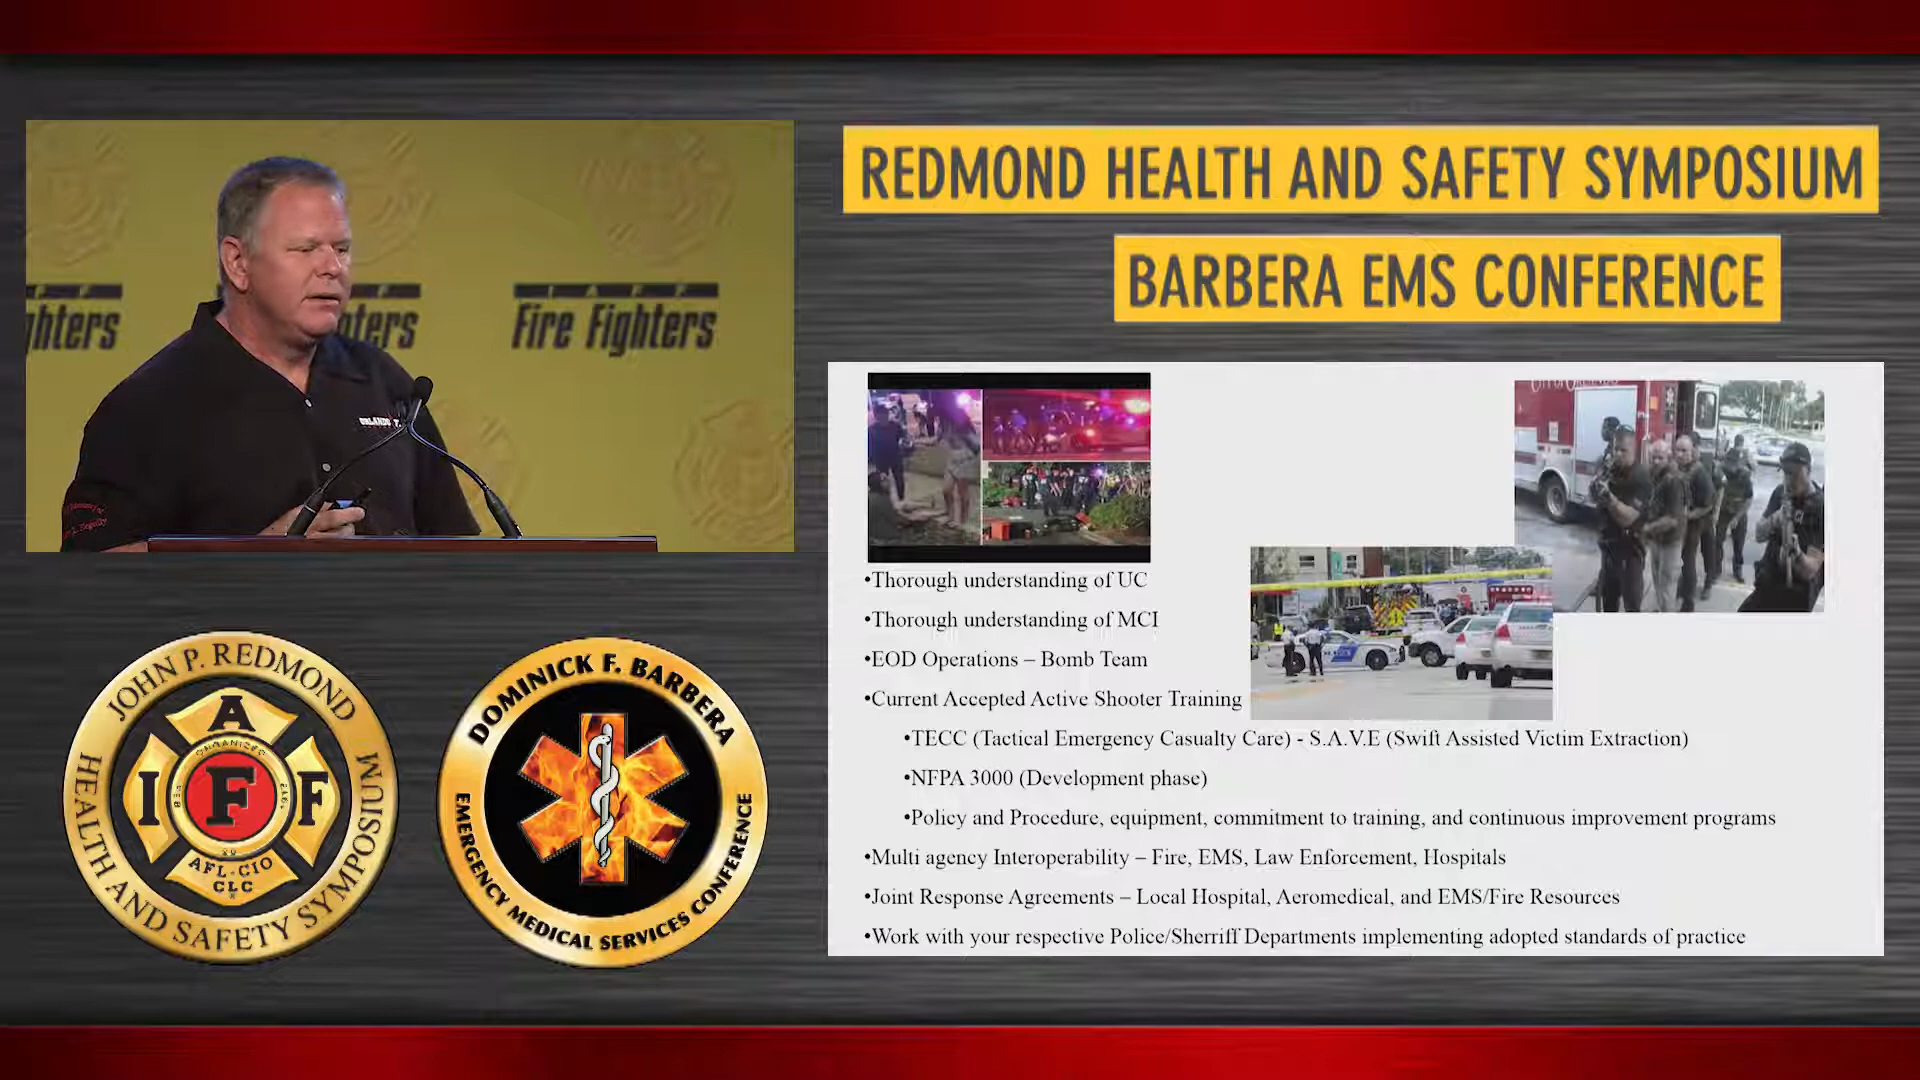 REDMOND HEALTH AND SAFETY SYMPOSIUM
BARBERA EMS CONFERENCE
Fire Fighters
ghters
hters
ORLANDO F.
JOHN P. REDMOND
HEALTH AND SAFETY SYMPOSIUM
I A F F
ORGANIZED
AFL-CIO
CLC
DOMINICK F. BARBERA
EMERGENCY MEDICAL SERVICES CONFERENCE
•Thorough understanding of UC
•Thorough understanding of MCI
•EOD Operations – Bomb Team
•Current Accepted Active Shooter Training
•TECC (Tactical Emergency Casualty Care) - S.A.V.E (Swift Assisted Victim Extraction)
•NFPA 3000 (Development phase)
•Policy and Procedure, equipment, commitment to training, and continuous improvement programs
•Multi agency Interoperability – Fire, EMS, Law Enforcement, Hospitals
•Joint Response Agreements – Local Hospital, Aeromedical, and EMS/Fire Resources
•Work with your respective Police/Sherriff Departments implementing adopted standards of practice